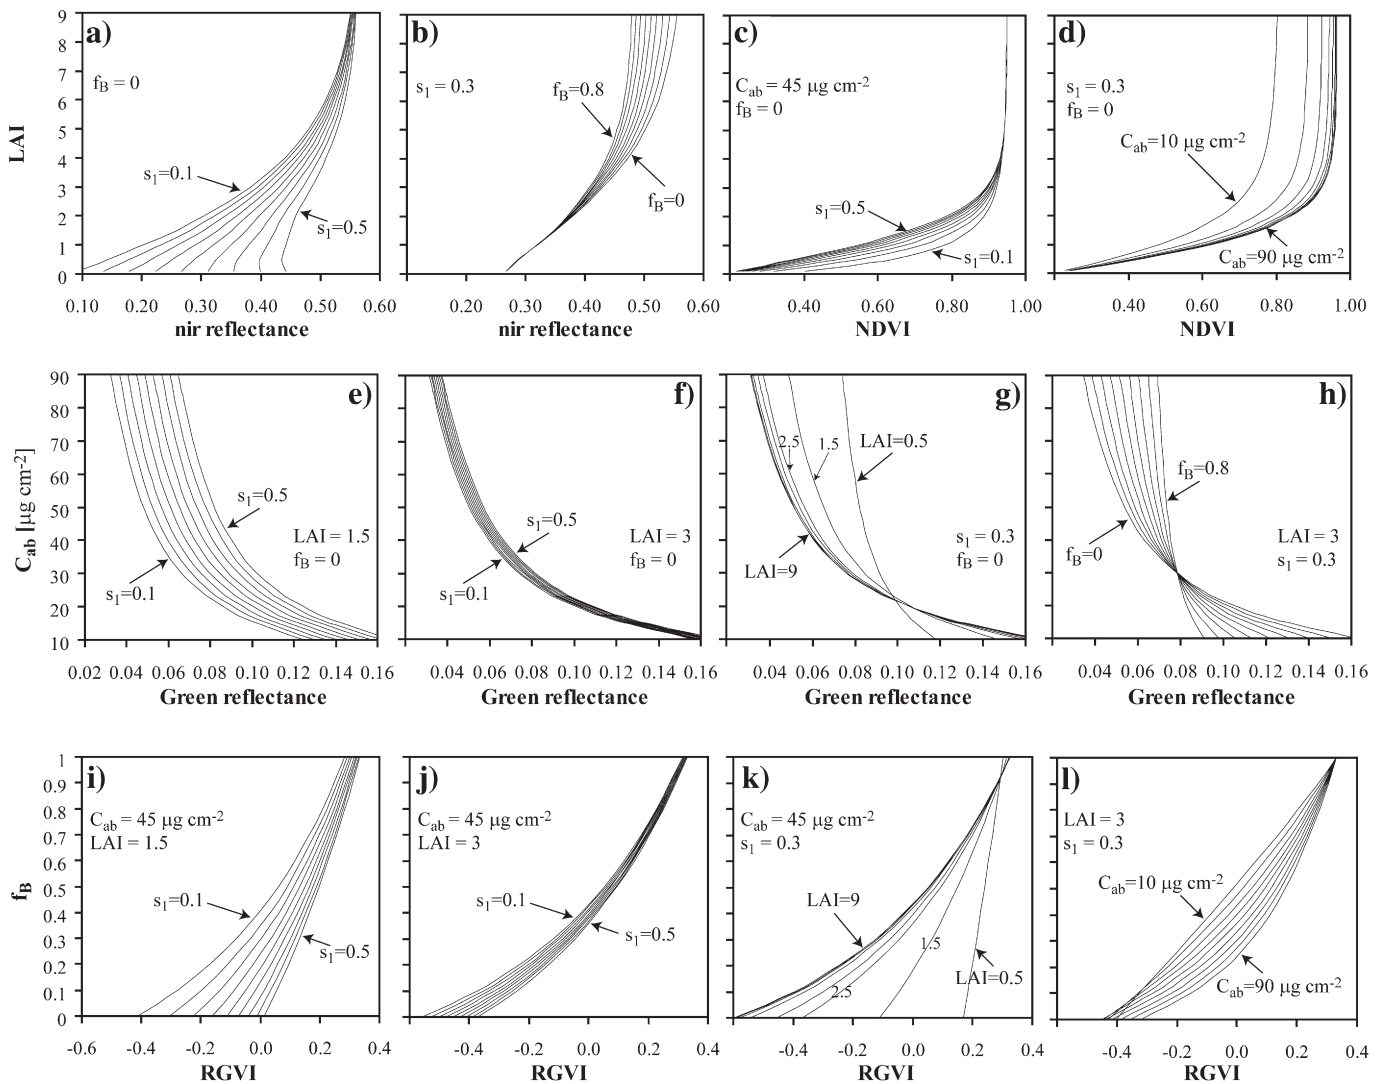 a) b) c) d)
LAI
9
8
7
6
5
4
3
2
1
0
f_B = 0
s_1=0.1
s_1=0.5
0.10 0.20 0.30 0.40 0.50 0.60
nir reflectance
s_1 = 0.3
f_B=0.8
f_B=0
0.20 0.30 0.40 0.50 0.60
nir reflectance
C_ab = 45 μg cm^-2
f_B = 0
s_1=0.5
s_1=0.1
0.40 0.60 0.80 1.00
NDVI
s_1 = 0.3
f_B = 0
C_ab=10 μg cm^-2
C_ab=90 μg cm^-2
0.40 0.60 0.80 1.00
NDVI
e) f) g) h)
C_ab [μg cm^-2]
90
80
70
60
50
40
30
20
10
s_1=0.5
LAI = 1.5
f_B = 0
s_1=0.1
0.02 0.04 0.06 0.08 0.10 0.12 0.14 0.16
Green reflectance
s_1=0.5
LAI = 3
f_B = 0
s_1=0.1
0.04 0.06 0.08 0.10 0.12 0.14 0.16
Green reflectance
2.5
1.5
LAI=0.5
s_1 = 0.3
f_B = 0
LAI=9
0.04 0.06 0.08 0.10 0.12 0.14 0.16
Green reflectance
f_B=0.8
f_B=0
LAI = 3
s_1 = 0.3
0.04 0.06 0.08 0.10 0.12 0.14 0.16
Green reflectance
i) j) k) l)
f_B
1
0.9
0.8
0.7
0.6
0.5
0.4
0.3
0.2
0.1
0
C_ab = 45 μg cm^-2
LAI = 1.5
s_1=0.1
s_1=0.5
-0.6 -0.4 -0.2 0.0 0.2 0.4
RGVI
C_ab = 45 μg cm^-2
LAI = 3
s_1=0.1
s_1=0.5
-0.4 -0.2 0.0 0.2 0.4
RGVI
C_ab = 45 μg cm^-2
s_1 = 0.3
LAI=9
1.5
LAI=0.5
2.5
-0.4 -0.2 0.0 0.2 0.4
RGVI
LAI = 3
s_1 = 0.3
C_ab=10 μg cm^-2
C_ab=90 μg cm^-2
-0.4 -0.2 0.0 0.2 0.4
RGVI